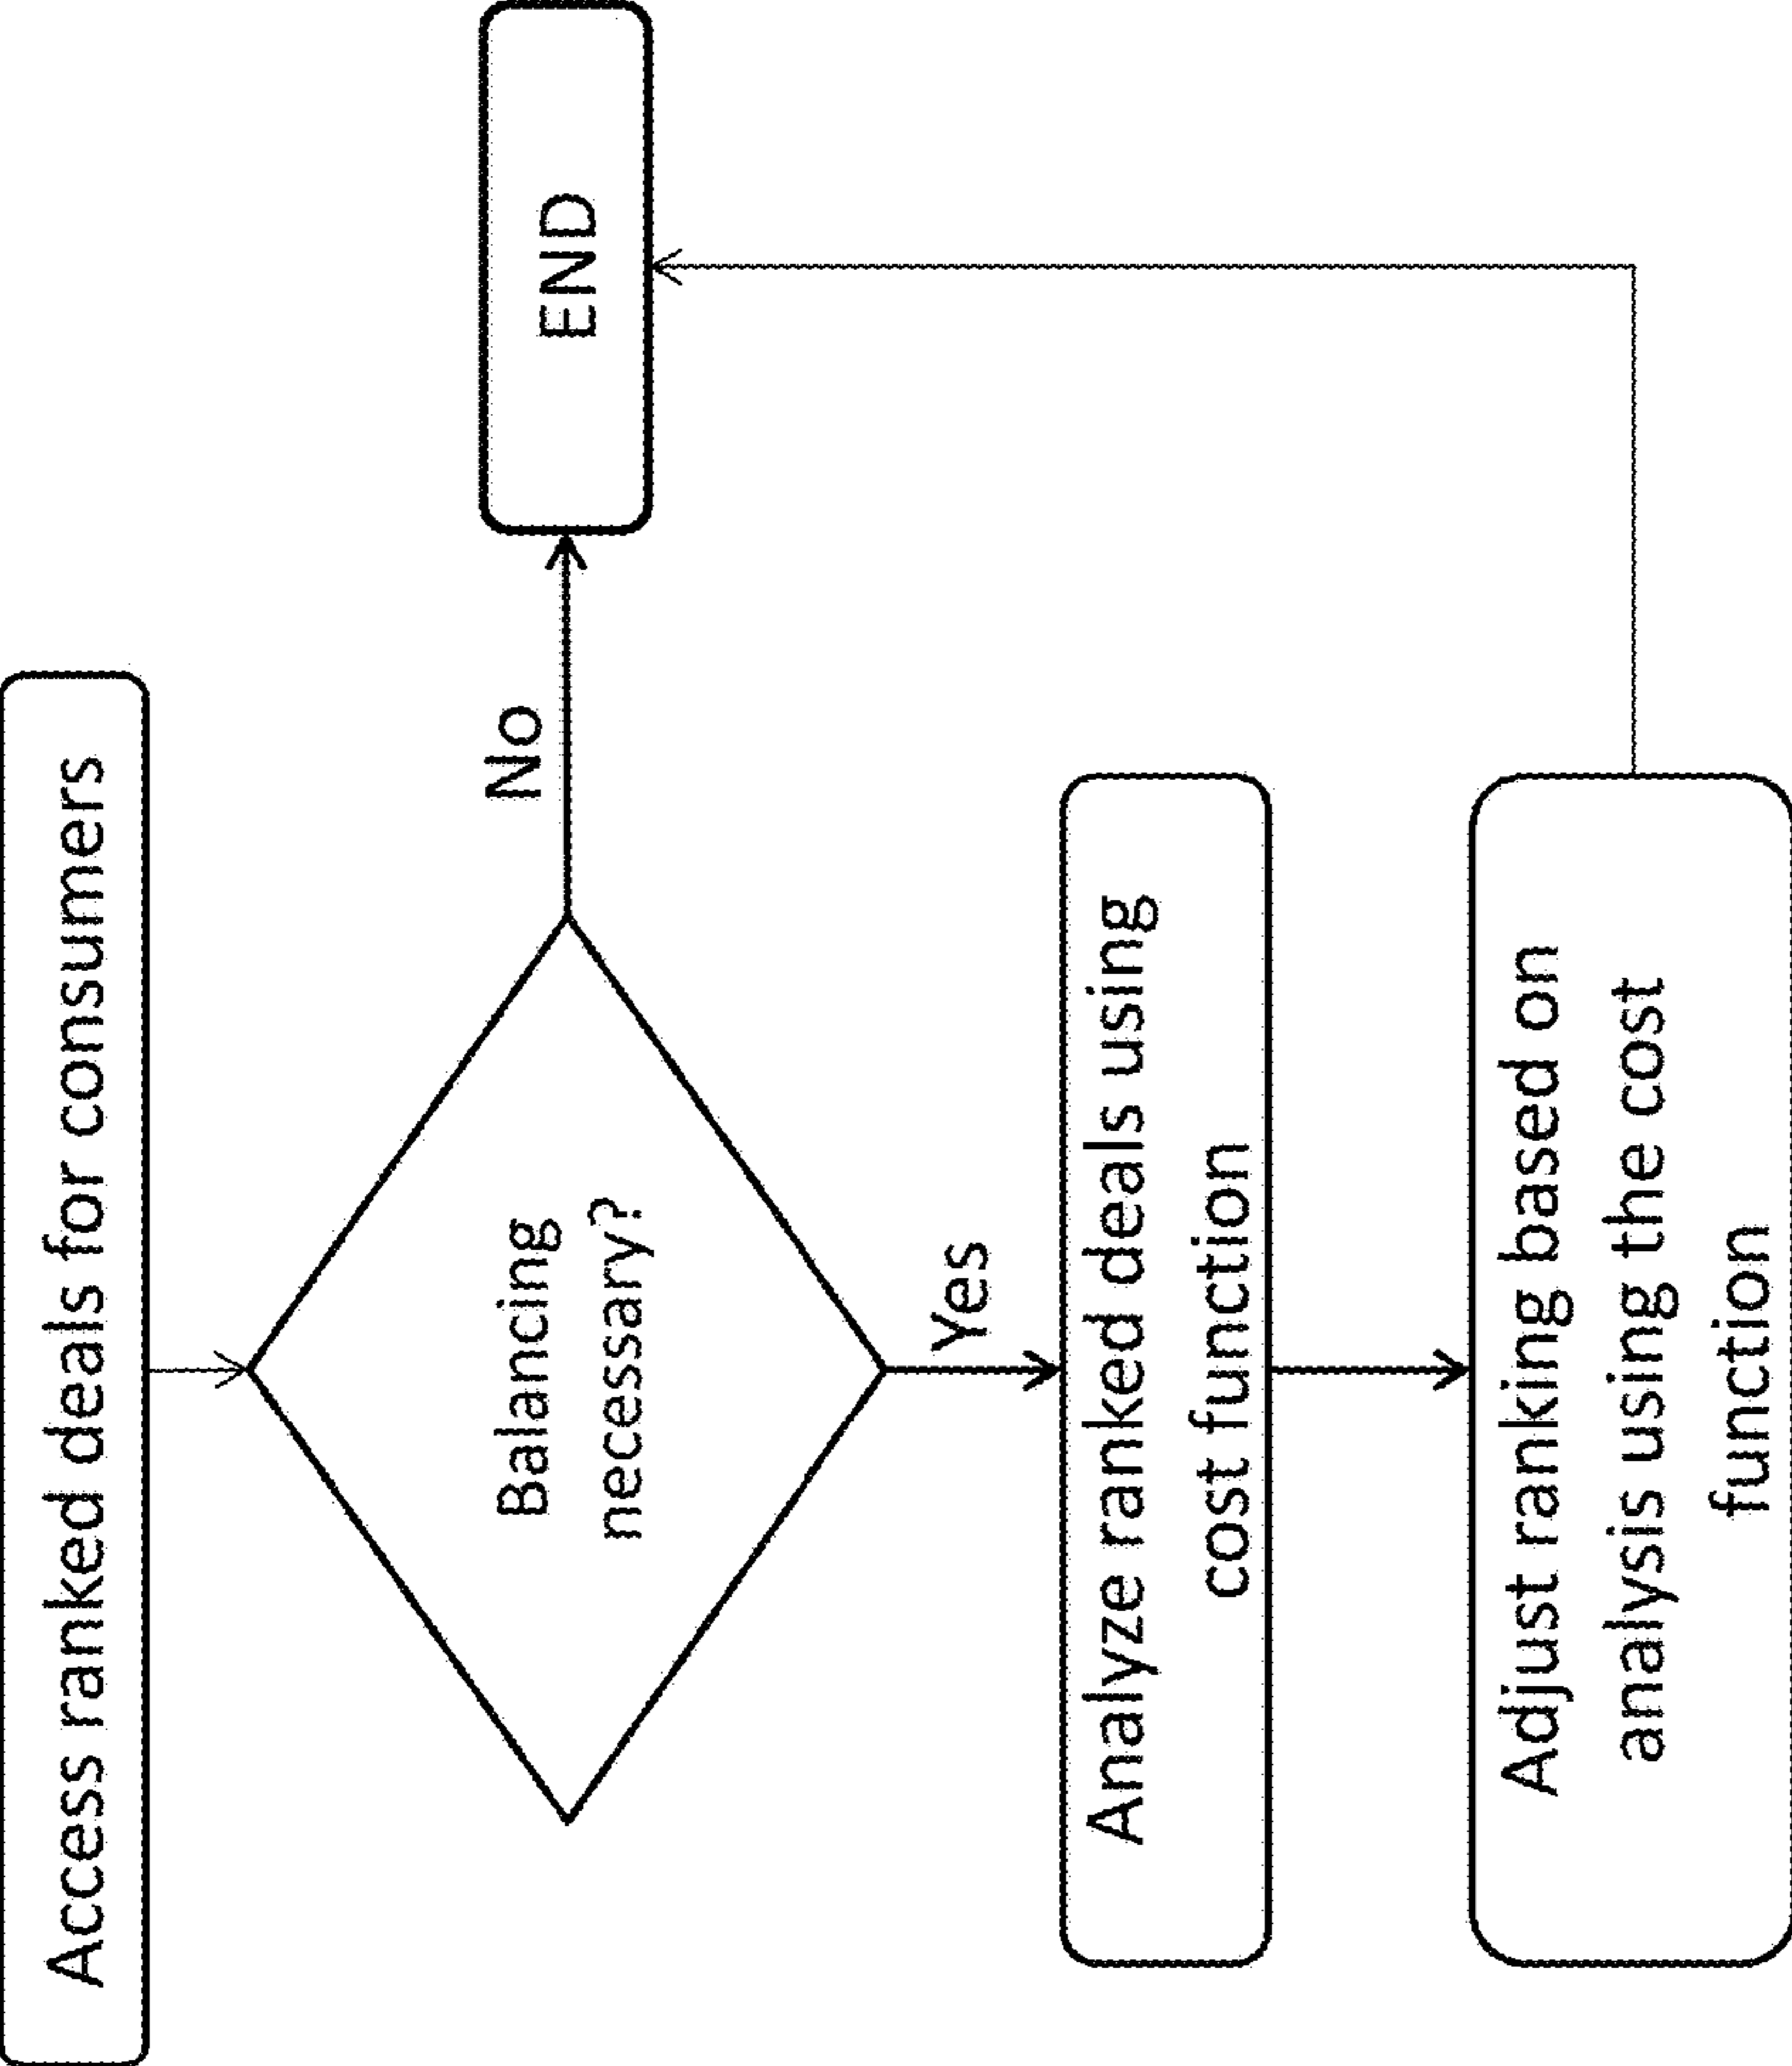 Access ranked deals for consumers
Balancing
necessary?
No
END
Yes
Analyze ranked deals using
cost function
Adjust ranking based on
analysis using the cost
function